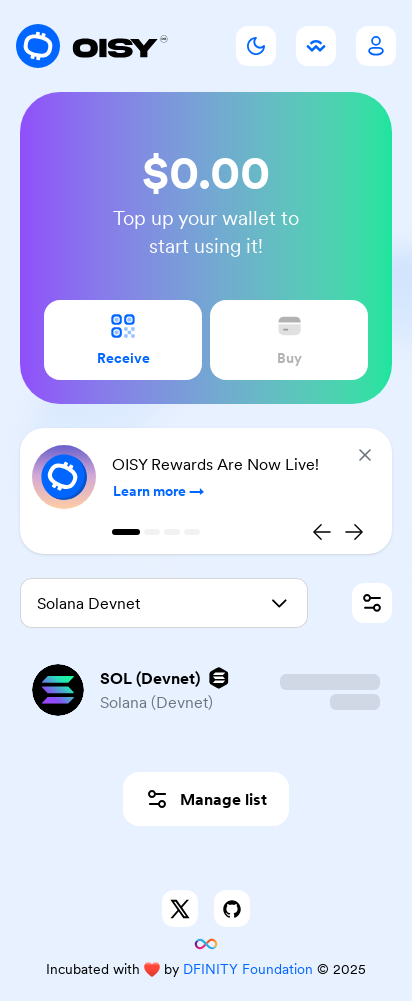 OISY
$0.00
Top up your wallet to
start using it!
Receive
Buy
OISY Rewards Are Now Live!
Learn more
Solana Devnet
SOL (Devnet)
Solana (Devnet)
Manage list
Incubated with ❤️ by DFINITY Foundation © 2025